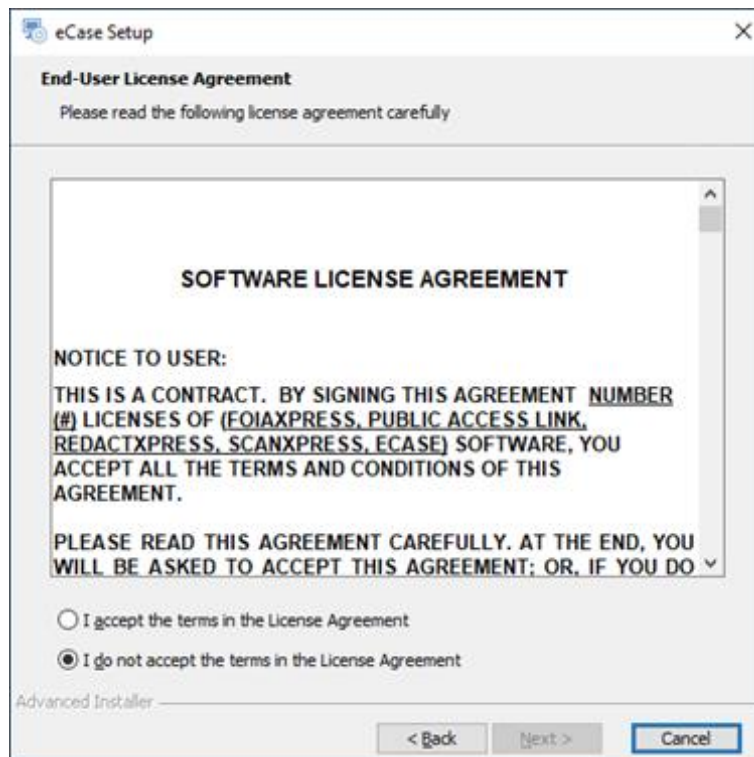 eCase Setup
End-User License Agreement
Please read the following license agreement carefully
SOFTWARE LICENSE AGREEMENT
NOTICE TO USER:
THIS IS A CONTRACT. BY SIGNING THIS AGREEMENT NUMBER
(#) LICENSES OF (FOIAXPRESS, PUBLIC ACCESS LINK,
REDACTXPRESS, SCANXPRESS, ECASE) SOFTWARE, YOU
ACCEPT ALL THE TERMS AND CONDITIONS OF THIS
AGREEMENT.
PLEASE READ THIS AGREEMENT CAREFULLY. AT THE END, YOU
WILL BE ASKED TO ACCEPT THIS AGREEMENT; OR, IF YOU DO
I accept the terms in the License Agreement
I do not accept the terms in the License Agreement
Advanced Installer
< Back Next > Cancel